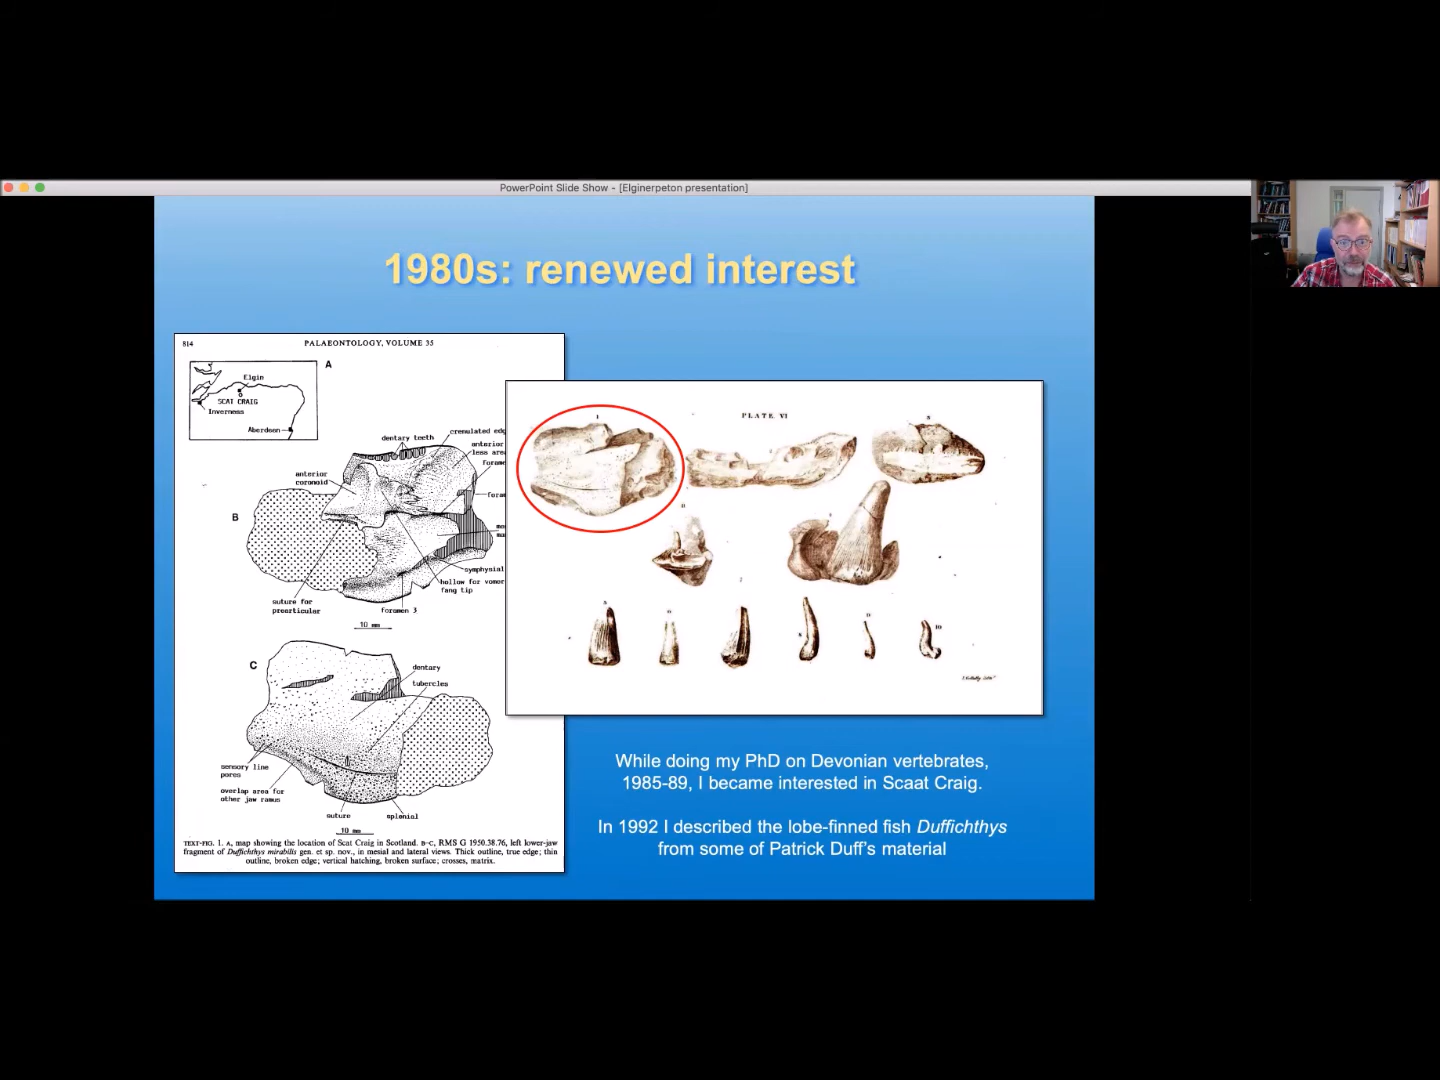 PowerPoint Slide Show - [Elginerpeton presentation]
1980s: renewed interest
814
PALAEONTOLOGY, VOLUME 35
A
Elgin
SCAT CRAIG
Inverness
Aberdeen
dentary teeth
crenulated edg
anterior
less area
foram
anterior
coronoid
foram
B
symphysial
hollow for vomer
fang tip
suture for
prearticular
foramen 3
10 mm
C
dentary
tubercles
sensory line
pores
overlap area for
other jaw ramus
suture
splenial
10 mm
TEXT-FIG. 1. A, map showing the location of Scat Craig in Scotland. B–C, RMS G 1950.38.76, left lower-jaw
fragment of Duffichthys mirabilis gen. et sp. nov., in mesial and lateral views. Thick outline, true edge; thin
outline, broken edge; vertical hatching, broken surface; crosses, matrix.
PLATE VI
While doing my PhD on Devonian vertebrates,
1985-89, I became interested in Scaat Craig.
In 1992 I described the lobe-finned fish Duffichthys
from some of Patrick Duff's material